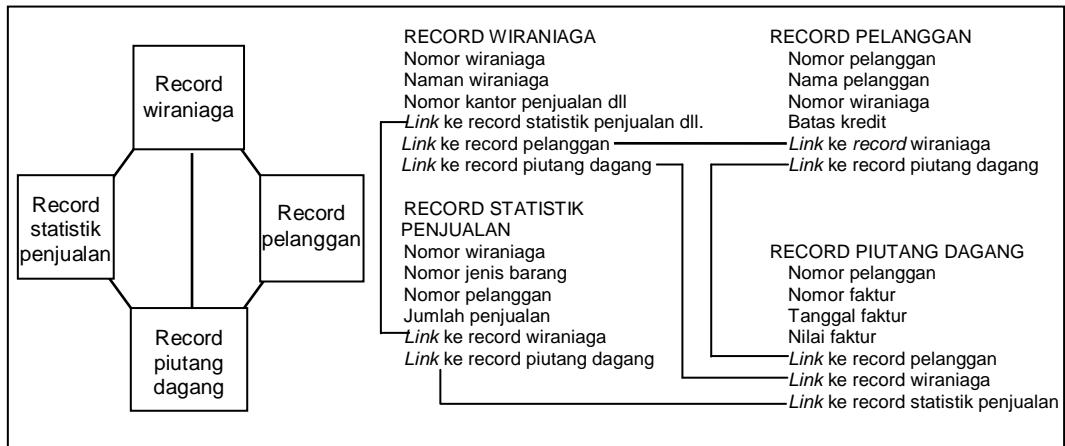 Record
wiraniaga
Record
statistik
penjualan
Record
pelanggan
Record
piutang
dagang
RECORD WIRANIAGA
Nomor wiraniaga
Naman wiraniaga
Nomor kantor penjualan dll
Link ke record statistik penjualan dll.
Link ke record pelanggan
Link ke record piutang dagang
RECORD STATISTIK
PENJUALAN
Nomor wiraniaga
Nomor jenis barang
Nomor pelanggan
Jumlah penjualan
Link ke record wiraniaga
Link ke record piutang dagang
RECORD PELANGGAN
Nomor pelanggan
Nama pelanggan
Nomor wiraniaga
Batas kredit
Link ke record wiraniaga
Link ke record piutang dagang
RECORD PIUTANG DAGANG
Nomor pelanggan
Nomor faktur
Tanggal faktur
Nilai faktur
Link ke record pelanggan
Link ke record wiraniaga
Link ke record statistik penjualan